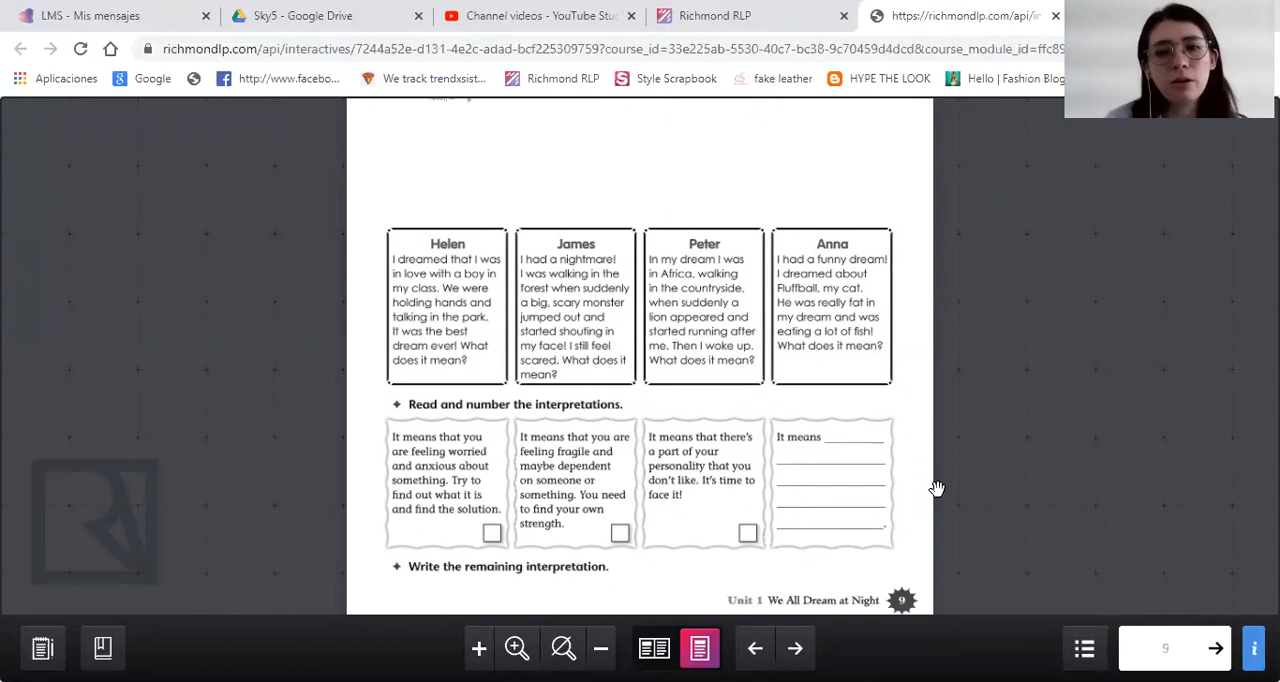 LMS - Mis mensajes
Sky5 - Google Drive
Channel videos - YouTube Stu
Richmond RLP
https://richmondlp.com/api/in
richmondlp.com/api/interactives/7244a52e-d131-4e2c-adad-bcf225309759?course_id=33e225ab-5530-40c7-bc38-9c70459d4dcd&course_module_id=ffc89
Aplicaciones
Google
http://www.facebo...
We track trendxsist...
Richmond RLP
Style Scrapbook
fake leather
HYPE THE LOOK
Hello | Fashion Blog
Helen
I dreamed that I was
in love with a boy in
my class. We were
holding hands and
talking in the park.
It was the best
dream ever! What
does it mean?
James
I had a nightmare!
I was walking in the
forest when suddenly
a big, scary monster
jumped out and
started shouting in
my face! I still feel
scared. What does it
mean?
Peter
In my dream I was
in Africa, walking
in the countryside,
when suddenly a
lion appeared and
started running after
me. Then I woke up.
What does it mean?
Anna
I had a funny dream!
I dreamed about
Fluffball, my cat.
He was really fat in
my dream and was
eating a lot of fish!
What does it mean?
Read and number the interpretations.
It means that you
are feeling worried
and anxious about
something. Try to
find out what it is
and find the solution.
It means that you are
feeling fragile and
maybe dependent
on someone or
something. You need
to find your own
strength.
It means that there's
a part of your
personality that you
don't like. It's time to
face it!
It means
Write the remaining interpretation.
Unit 1 We All Dream at Night 9
9